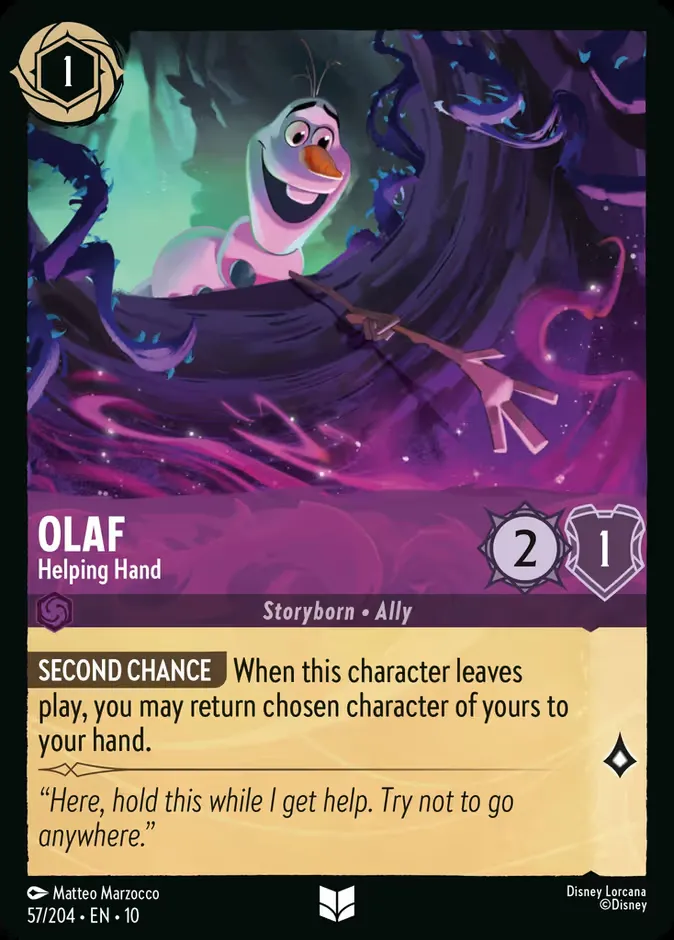 1
OLAF
Helping Hand
2
1
Storyborn • Ally
SECOND CHANCE When this character leaves
play, you may return chosen character of yours to
your hand.
“Here, hold this while I get help. Try not to go
anywhere.”
Matteo Marzocco
57/204 • EN • 10
Disney Lorcana
©Disney